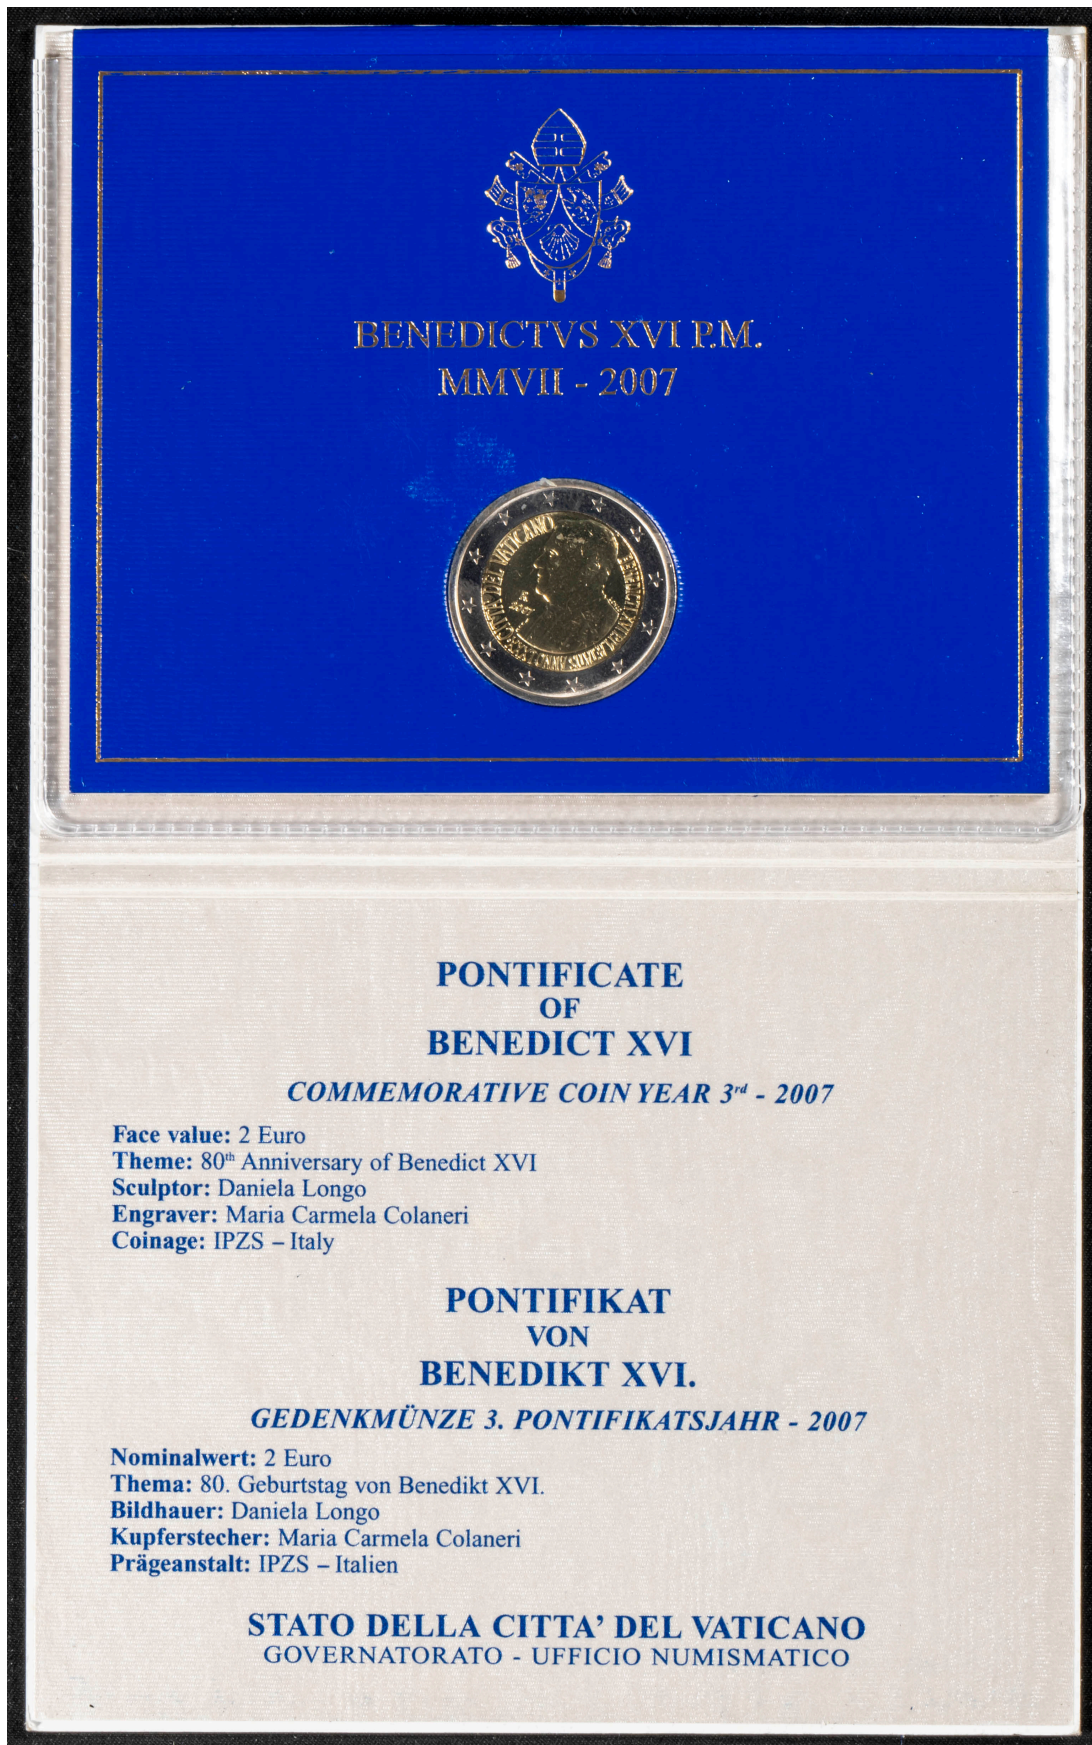 BENEDICTVS XVI P.M.
MMVII - 2007
CITTA' DEL VATICANO
PONTIFICATE
OF
BENEDICT XVI
COMMEMORATIVE COIN YEAR 3rd - 2007
Face value: 2 Euro
Theme: 80th Anniversary of Benedict XVI
Sculptor: Daniela Longo
Engraver: Maria Carmela Colaneri
Coinage: IPZS – Italy
PONTIFIKAT
VON
BENEDIKT XVI.
GEDENKMÜNZE 3. PONTIFIKATSJAHR - 2007
Nominalwert: 2 Euro
Thema: 80. Geburtstag von Benedikt XVI.
Bildhauer: Daniela Longo
Kupferstecher: Maria Carmela Colaneri
Prägeanstalt: IPZS – Italien
STATO DELLA CITTA' DEL VATICANO
GOVERNATORATO - UFFICIO NUMISMATICO